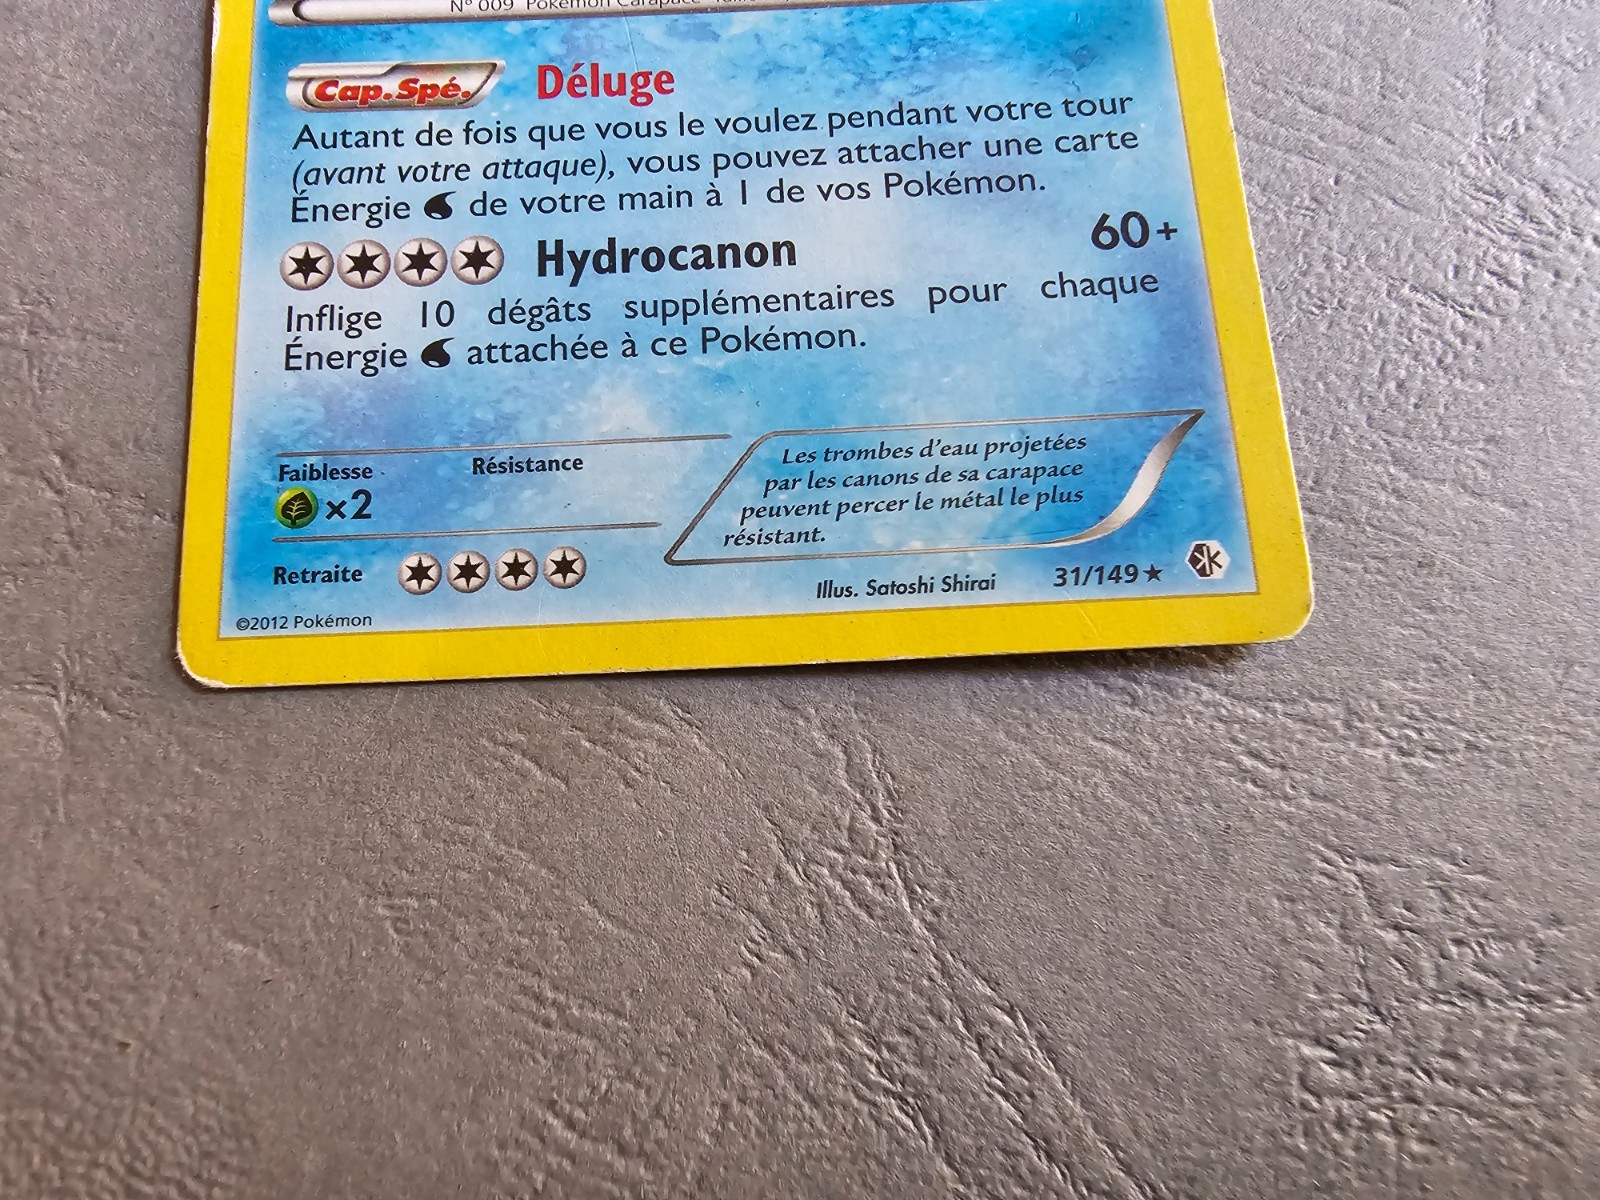 N° 009 Pokémon Carapace
Cap.Spé. Déluge
Autant de fois que vous le voulez pendant votre tour
(avant votre attaque), vous pouvez attacher une carte
Énergie de votre main à 1 de vos Pokémon.
Hydrocanon 60+
Inflige 10 dégâts supplémentaires pour chaque
Énergie attachée à ce Pokémon.
Faiblesse Résistance
×2
Les trombes d'eau projetées
par les canons de sa carapace
peuvent percer le métal le plus
résistant.
Retraite
Illus. Satoshi Shirai 31/149★
©2012 Pokémon